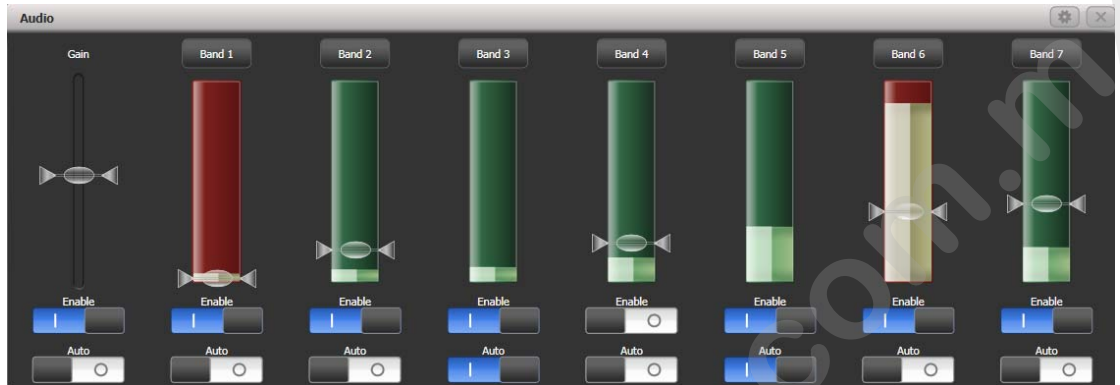 Audio
Gain Band 1 Band 2 Band 3 Band 4 Band 5 Band 6 Band 7
Enable Enable Enable Enable Enable Enable Enable Enable
Auto Auto Auto Auto Auto Auto Auto Auto
com.m